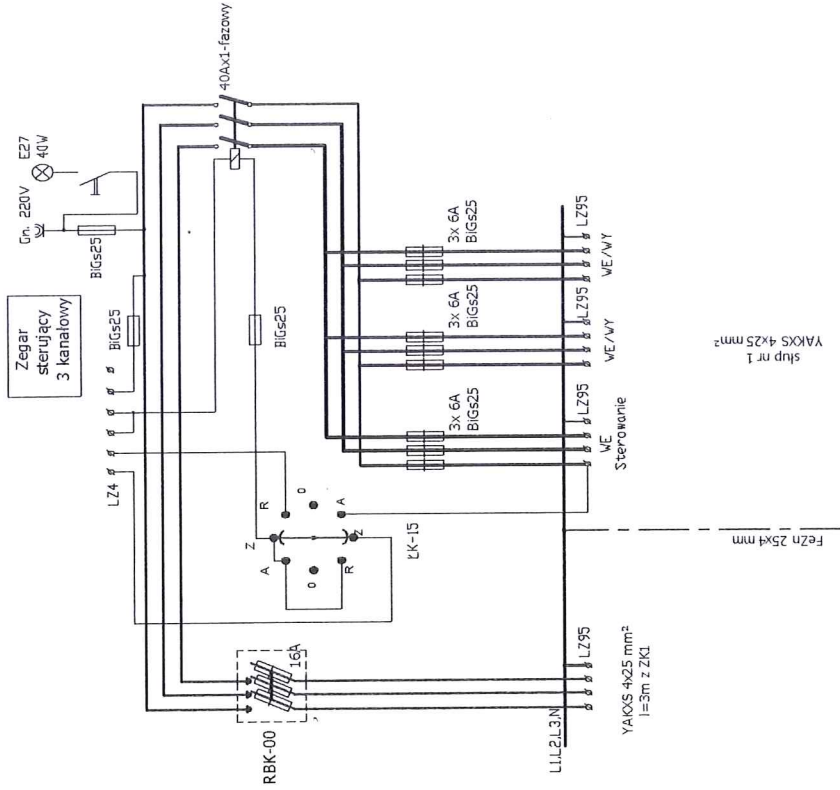 Zegar
sterujący
3 kanałowy
Gn. 220V
E27
40W
BiGs25
BiGs25
40Ax1-fazowy
LZ4
BiGs25
R
O
A
Z
Z
A
O
R
ŁK-15
RBK-00
16A
3x 6A
BiGs25
3x 6A
BiGs25
3x 6A
BiGs25
L1,L2,L3,N
LZ95
LZ95
LZ95
LZ95
WE
Sterowanie
WE/WY
WE/WY
YAKXS 4x25 mm²
l=3m z ZK1
FeZn 25x4 mm
słup nr 1
YAKXS 4x25 mm²